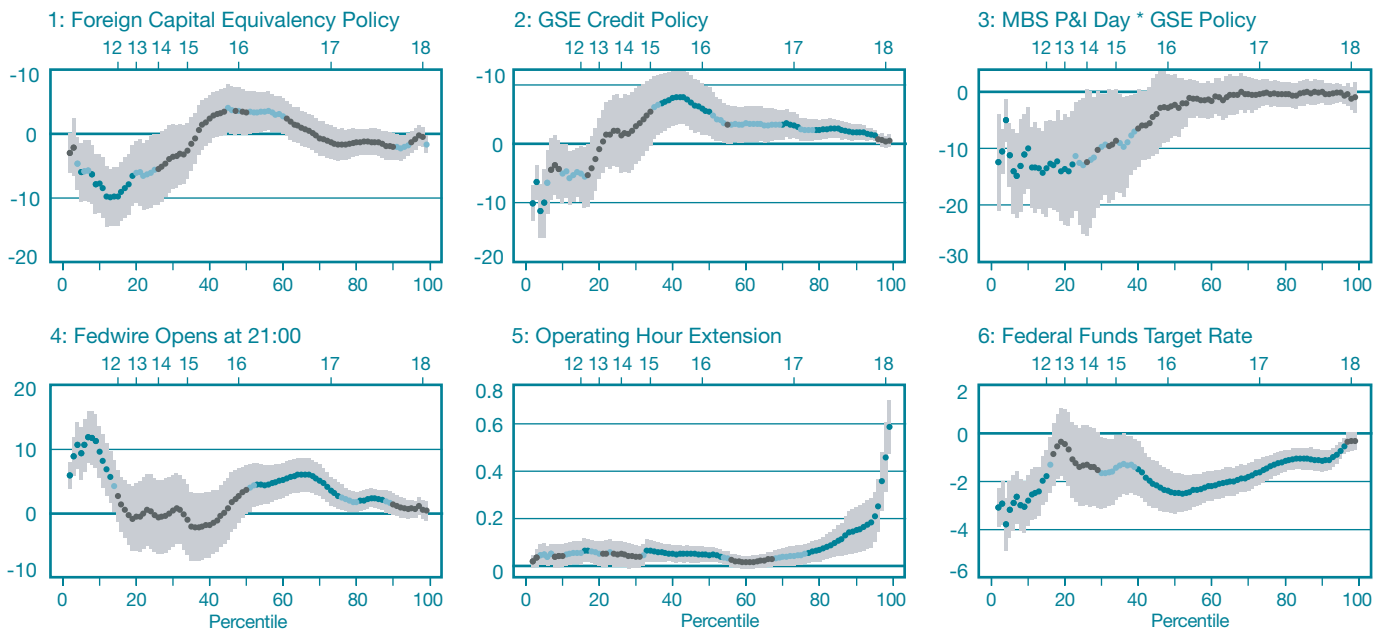 1: Foreign Capital Equivalency Policy
12 13 14 15 16 17 18
-10
0
-10
-20
0 20 40 60 80 100
2: GSE Credit Policy
12 13 14 15 16 17 18
-10
0
-10
-20
0 20 40 60 80 100
3: MBS P&I Day * GSE Policy
12 13 14 15 16 17 18
0
-10
-20
-30
0 20 40 60 80 100
4: Fedwire Opens at 21:00
12 13 14 15 16 17 18
20
10
0
-10
0 20 40 60 80 100
Percentile
5: Operating Hour Extension
12 13 14 15 16 17 18
0.8
0.6
0.4
0.2
0
0 20 40 60 80 100
Percentile
6: Federal Funds Target Rate
12 13 14 15 16 17 18
2
0
-2
-4
-6
0 20 40 60 80 100
Percentile